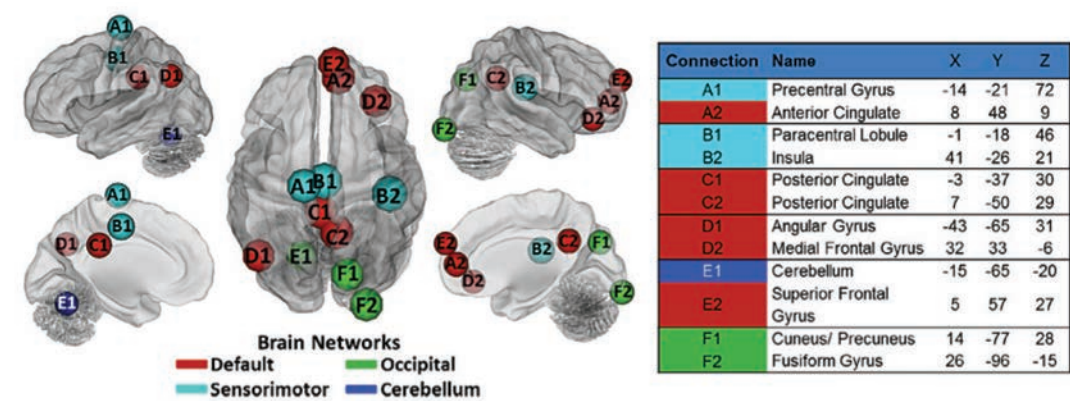 A1
B1
C1
D1
E1
E2
A2
D2
A1
B1
B2
C1
C2
D1
E1
F1
F2
F1
C2
B2
E2
A2
D2
F2
A1
B1
D1
C1
E1
E2
A2
D2
B2
C2
F1
F2
Brain Networks
Default
Occipital
Sensorimotor
Cerebellum
Connection Name X Y Z
A1 Precentral Gyrus -14 -21 72
A2 Anterior Cingulate 8 48 9
B1 Paracentral Lobule -1 -18 46
B2 Insula 41 -26 21
C1 Posterior Cingulate -3 -37 30
C2 Posterior Cingulate 7 -50 29
D1 Angular Gyrus -43 -65 31
D2 Medial Frontal Gyrus 32 33 -6
E1 Cerebellum -15 -65 -20
E2 Superior Frontal
Gyrus 5 57 27
F1 Cuneus/ Precuneus 14 -77 28
F2 Fusiform Gyrus 26 -96 -15